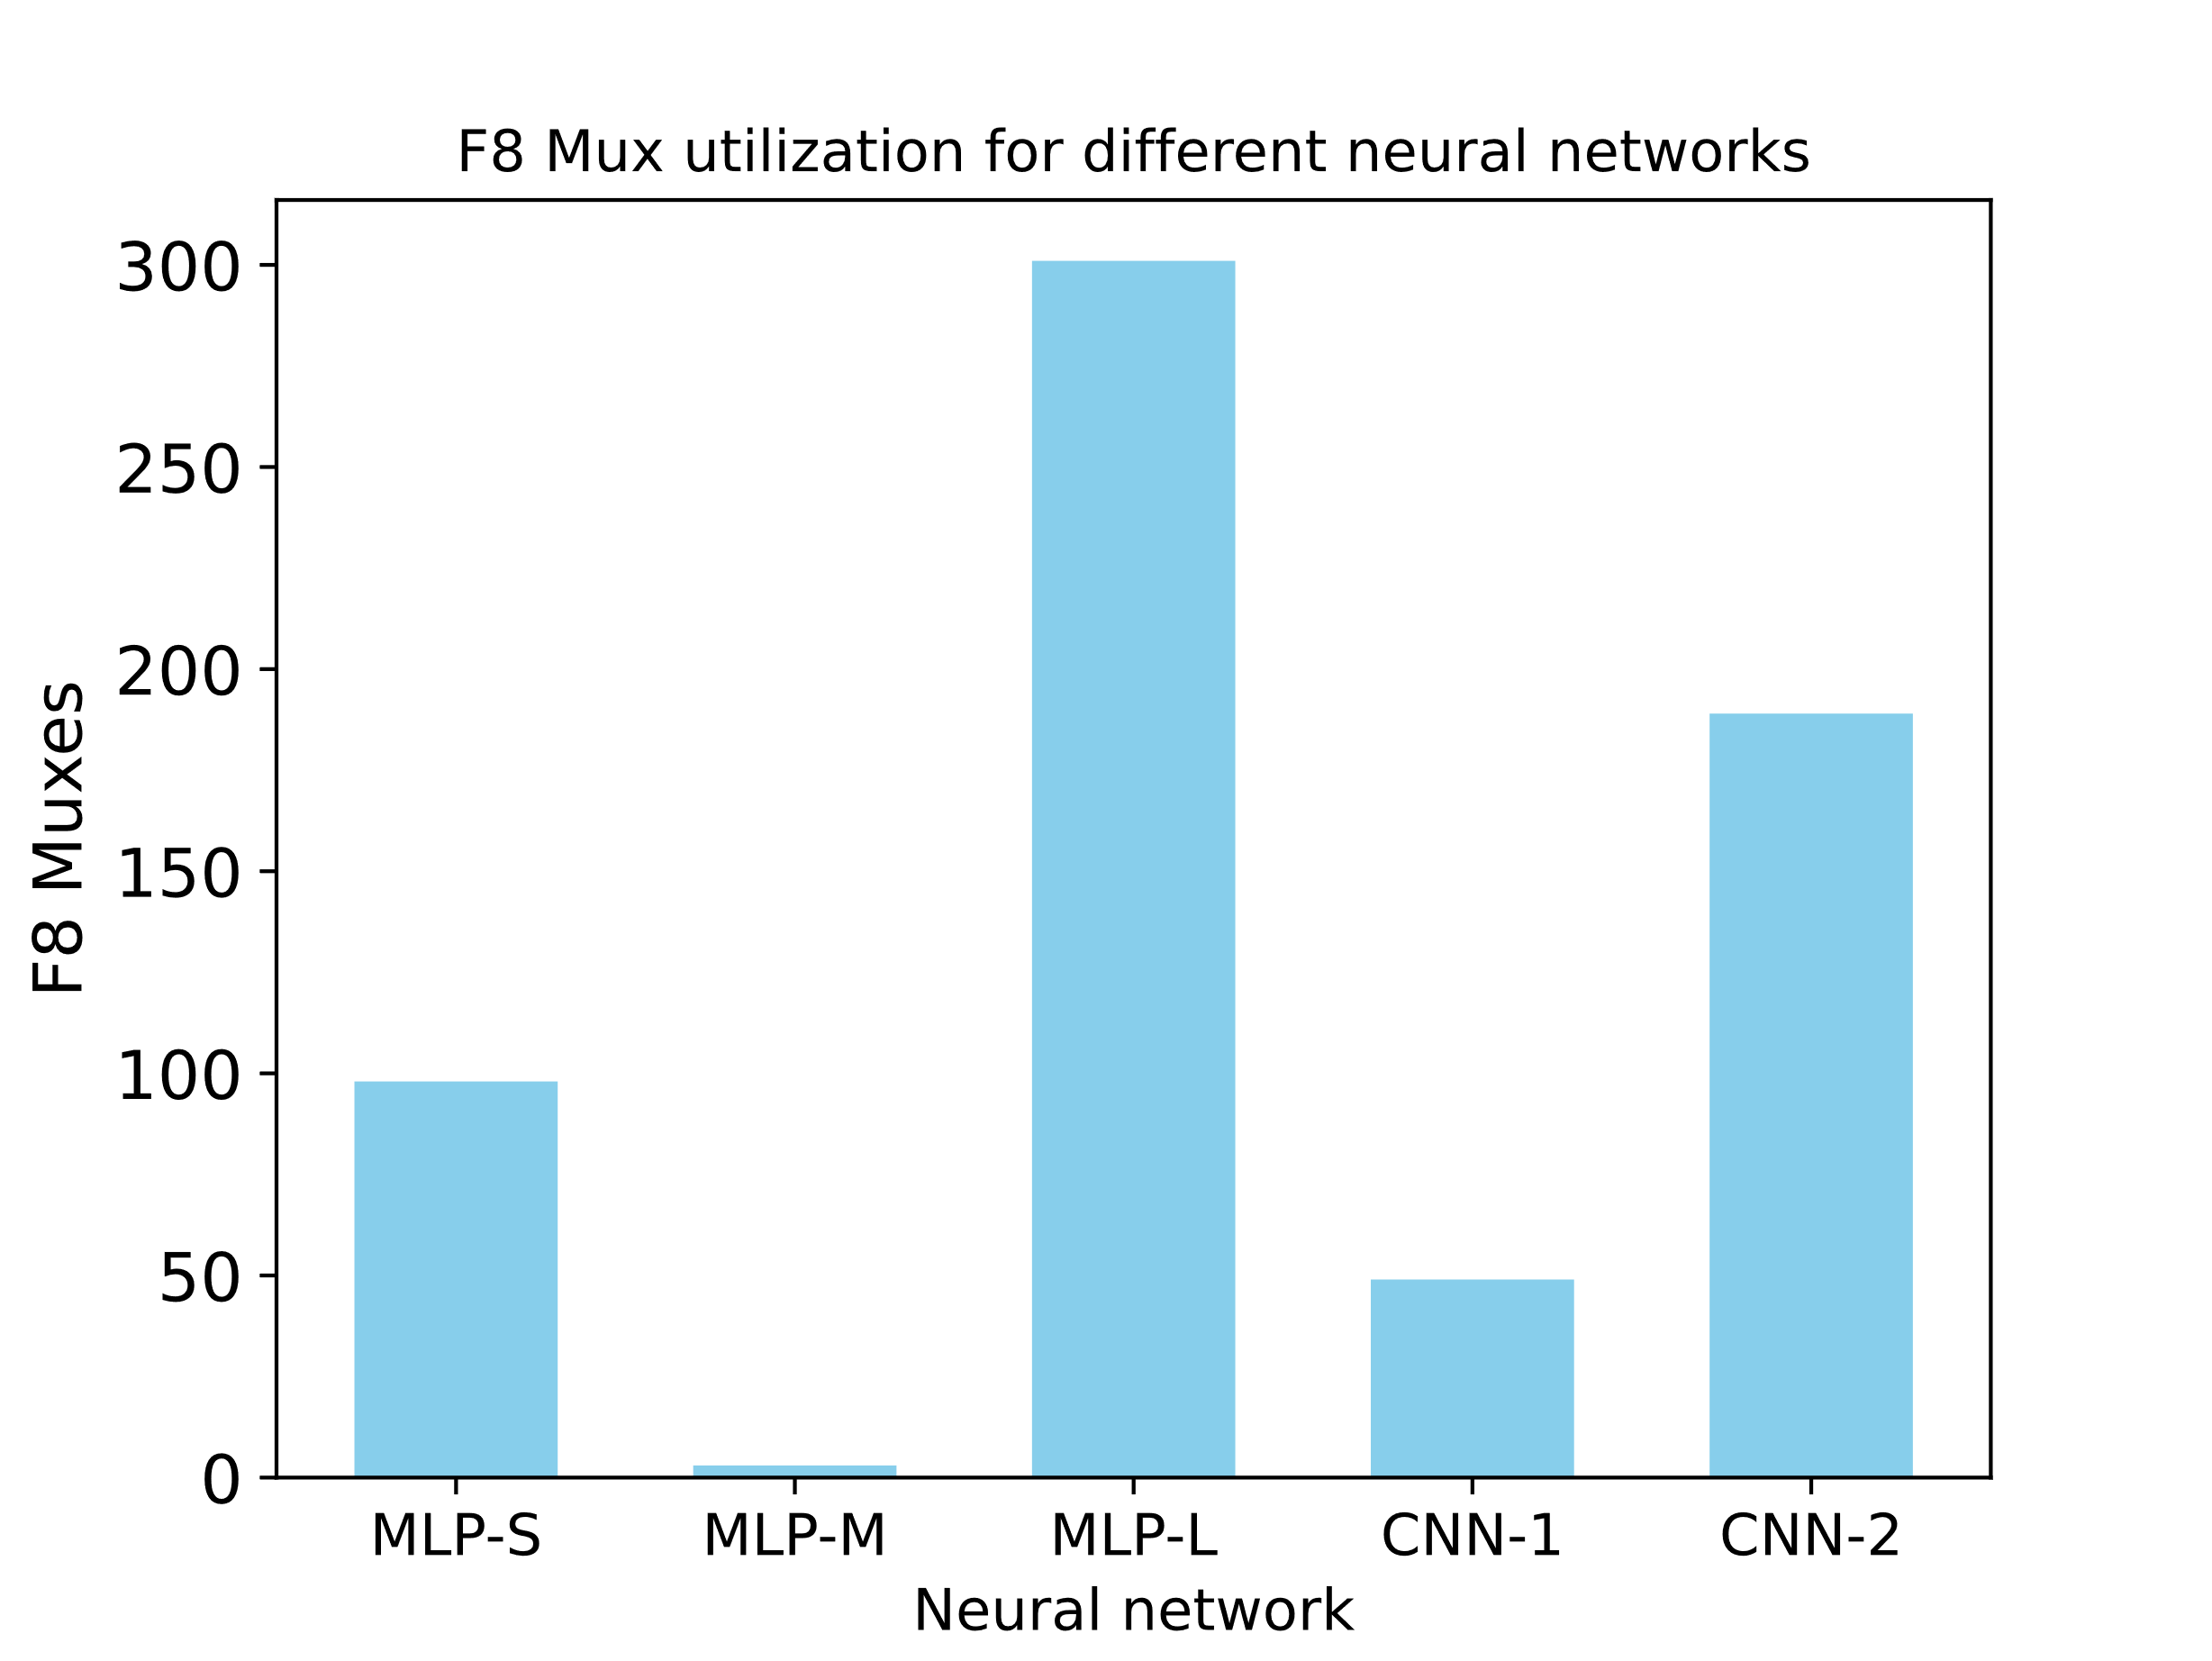 F8 Mux utilization for different neural networks
F8 Muxes
300
250
200
150
100
50
0
MLP-S MLP-M MLP-L CNN-1 CNN-2
Neural network